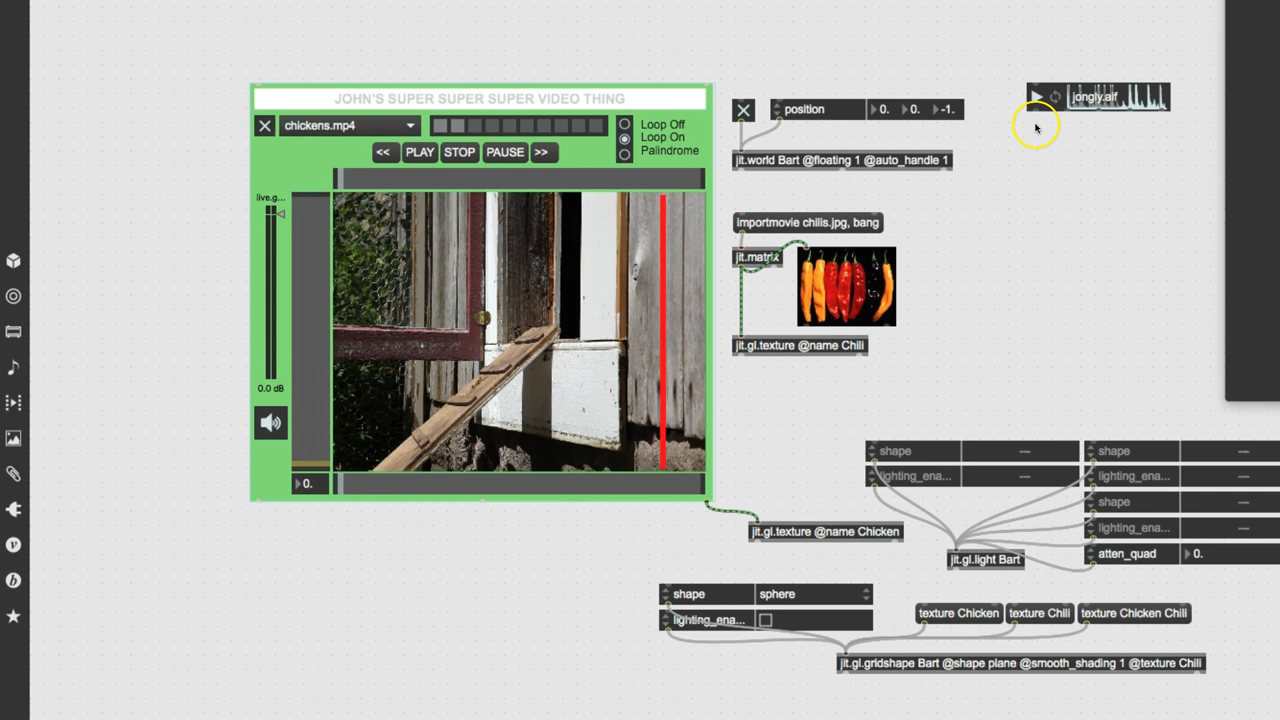 JOHN'S SUPER SUPER SUPER VIDEO THING
chickens.mp4
Loop Off
Loop On
Palindrome
<< PLAY STOP PAUSE >>
live.g...
0.0 dB
0.
position 0. 0. -1.
jit.world Bart @floating 1 @auto_handle 1
jongly.aif
importmovie chilis.jpg, bang
jit.matrix
jit.gl.texture @name Chili
jit.gl.texture @name Chicken
shape ---
lighting_ena... ---
shape ---
lighting_ena... ---
shape ---
lighting_ena... ---
atten_quad 0.
jit.gl.light Bart
shape sphere
lighting_ena...
texture Chicken
texture Chili
texture Chicken Chili
jit.gl.gridshape Bart @shape plane @smooth_shading 1 @texture Chili